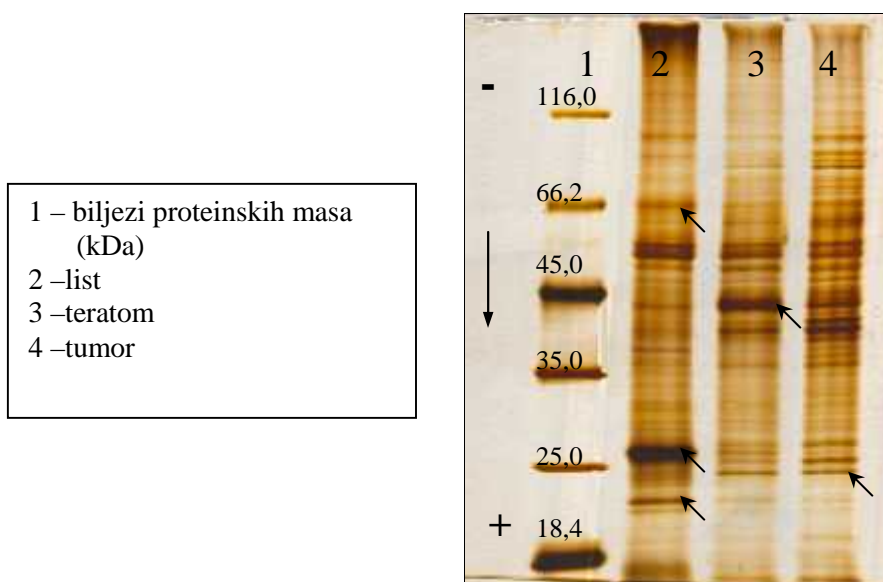 1 – biljezi proteinskih masa
(kDa)
2 –list
3 –teratom
4 –tumor
1 2 3 4
-
116,0
66,2
45,0
35,0
25,0
+
18,4